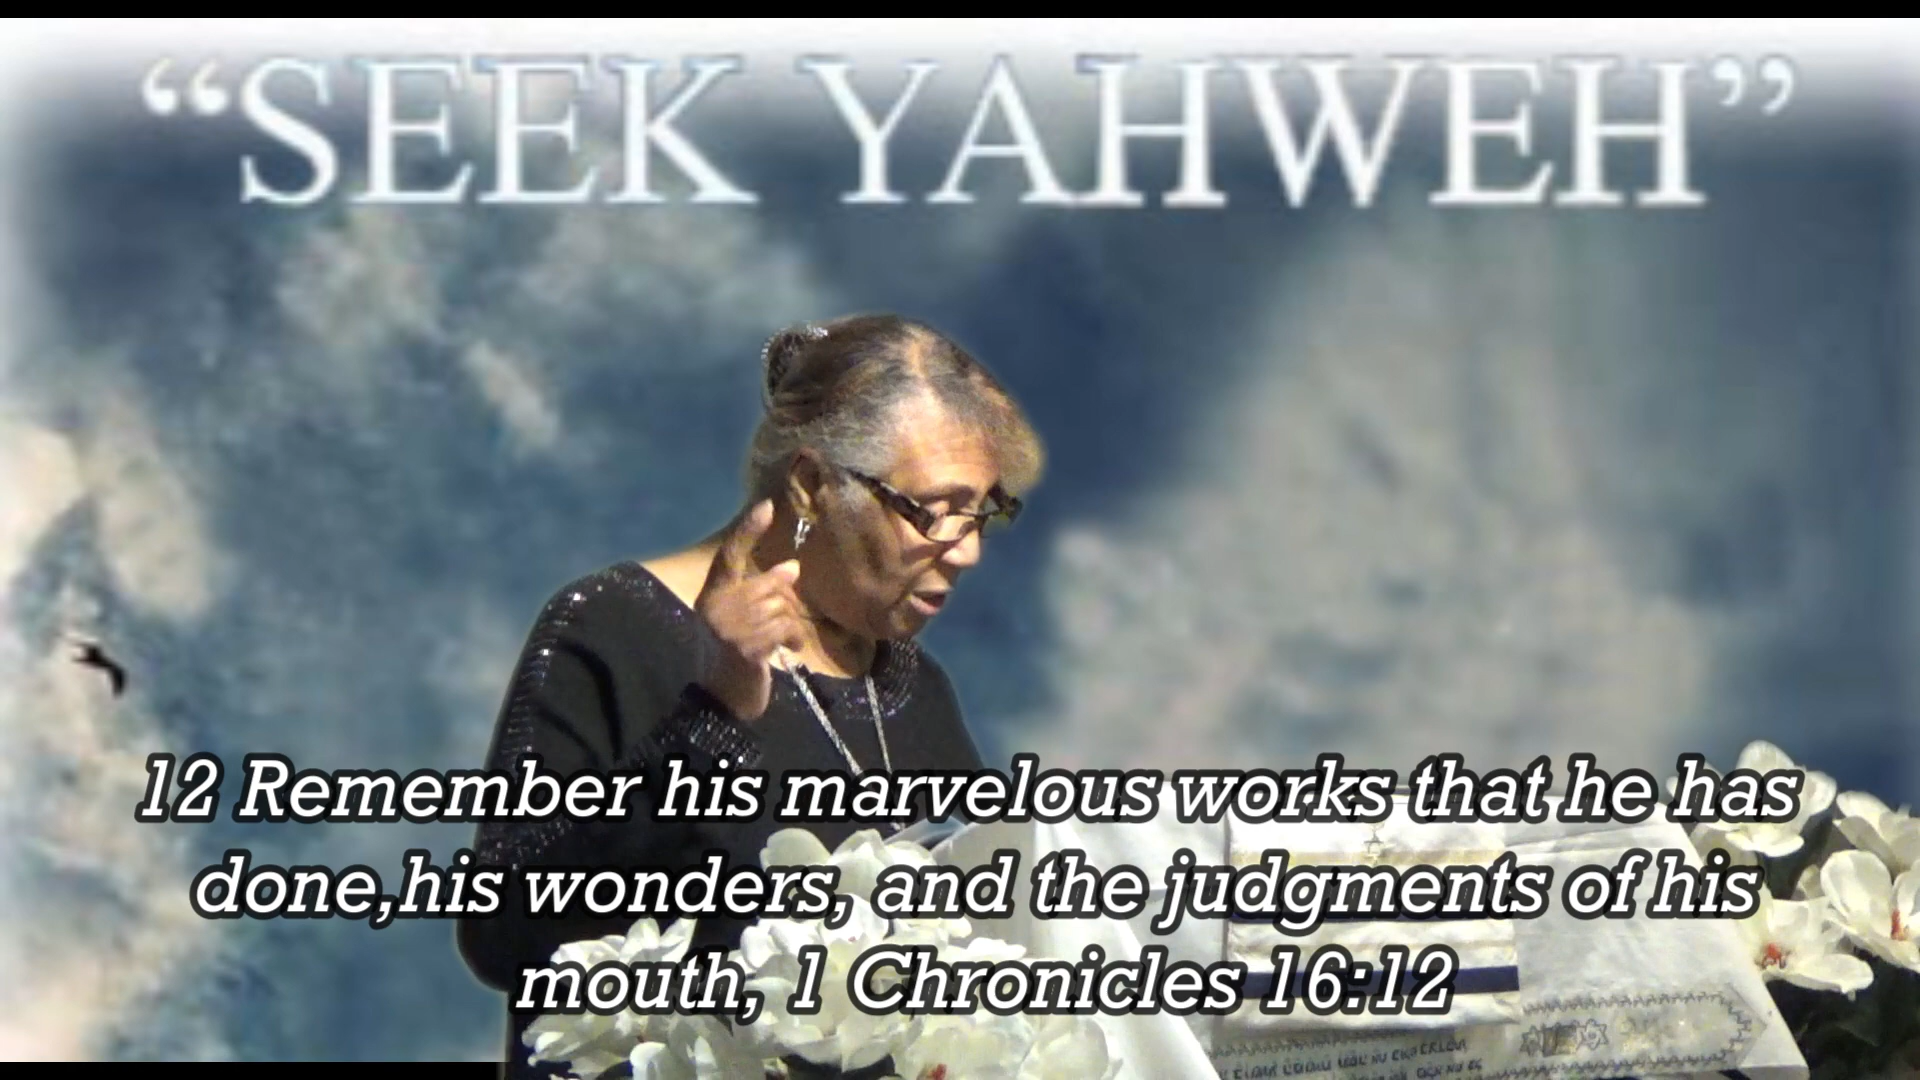 “SEEK YAHWEH”
12 Remember his marvelous works that he has
done,his wonders, and the judgments of his
mouth, 1 Chronicles 16:12